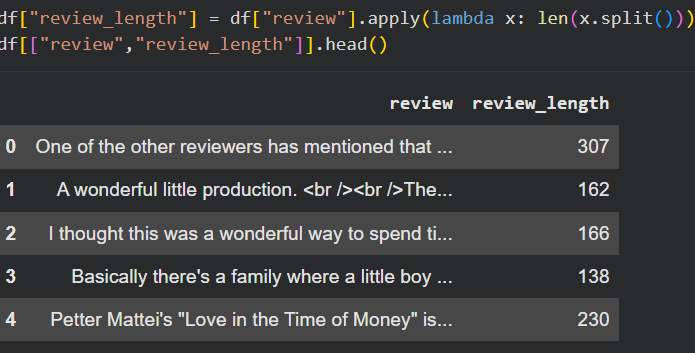 df["review_length"] = df["review"].apply(lambda x: len(x.split()))
df[["review","review_length"]].head()
review review_length
0 One of the other reviewers has mentioned that ... 307
1 A wonderful little production. <br /><br />The... 162
2 I thought this was a wonderful way to spend ti... 166
3 Basically there's a family where a little boy ... 138
4 Petter Mattei's "Love in the Time of Money" is... 230